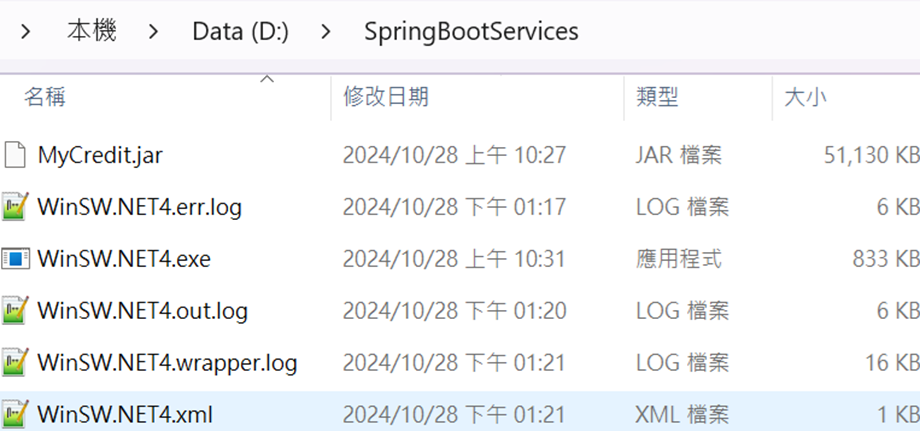 > 本機 > Data (D:) > SpringBootServices
名稱 修改日期 類型 大小
MyCredit.jar 2024/10/28 上午 10:27 JAR 檔案 51,130 KB
WinSW.NET4.err.log 2024/10/28 下午 01:17 LOG 檔案 6 KB
WinSW.NET4.exe 2024/10/28 上午 10:31 應用程式 833 KB
WinSW.NET4.out.log 2024/10/28 下午 01:20 LOG 檔案 6 KB
WinSW.NET4.wrapper.log 2024/10/28 下午 01:21 LOG 檔案 16 KB
WinSW.NET4.xml 2024/10/28 下午 01:21 XML 檔案 1 KB